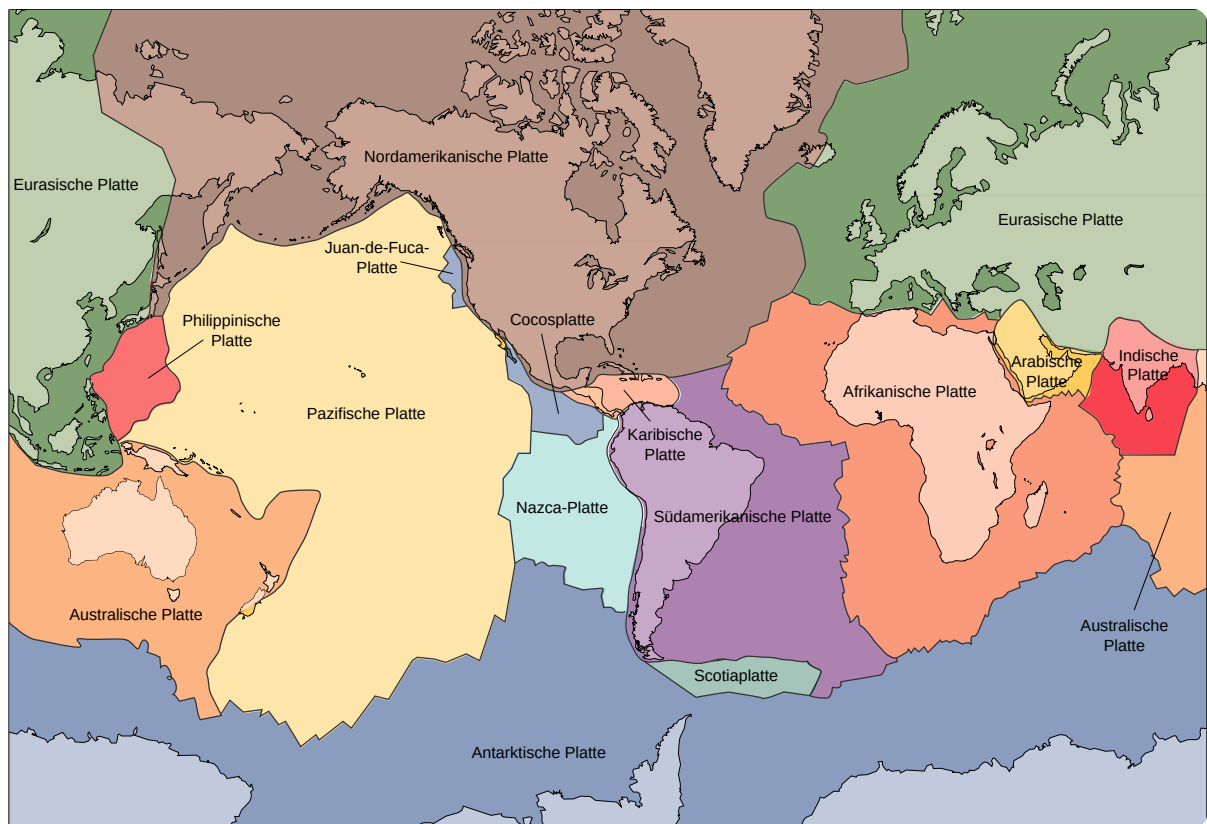 Nordamerikanische Platte
Eurasische Platte
Eurasische Platte
Juan-de-Fuca-
Platte
Philippinische
Platte
Cocosplatte
Arabische
Platte
Indische
Platte
Afrikanische Platte
Pazifische Platte
Karibische
Platte
Nazca-Platte
Südamerikanische Platte
Australische Platte
Australische
Platte
Scotiaplatte
Antarktische Platte